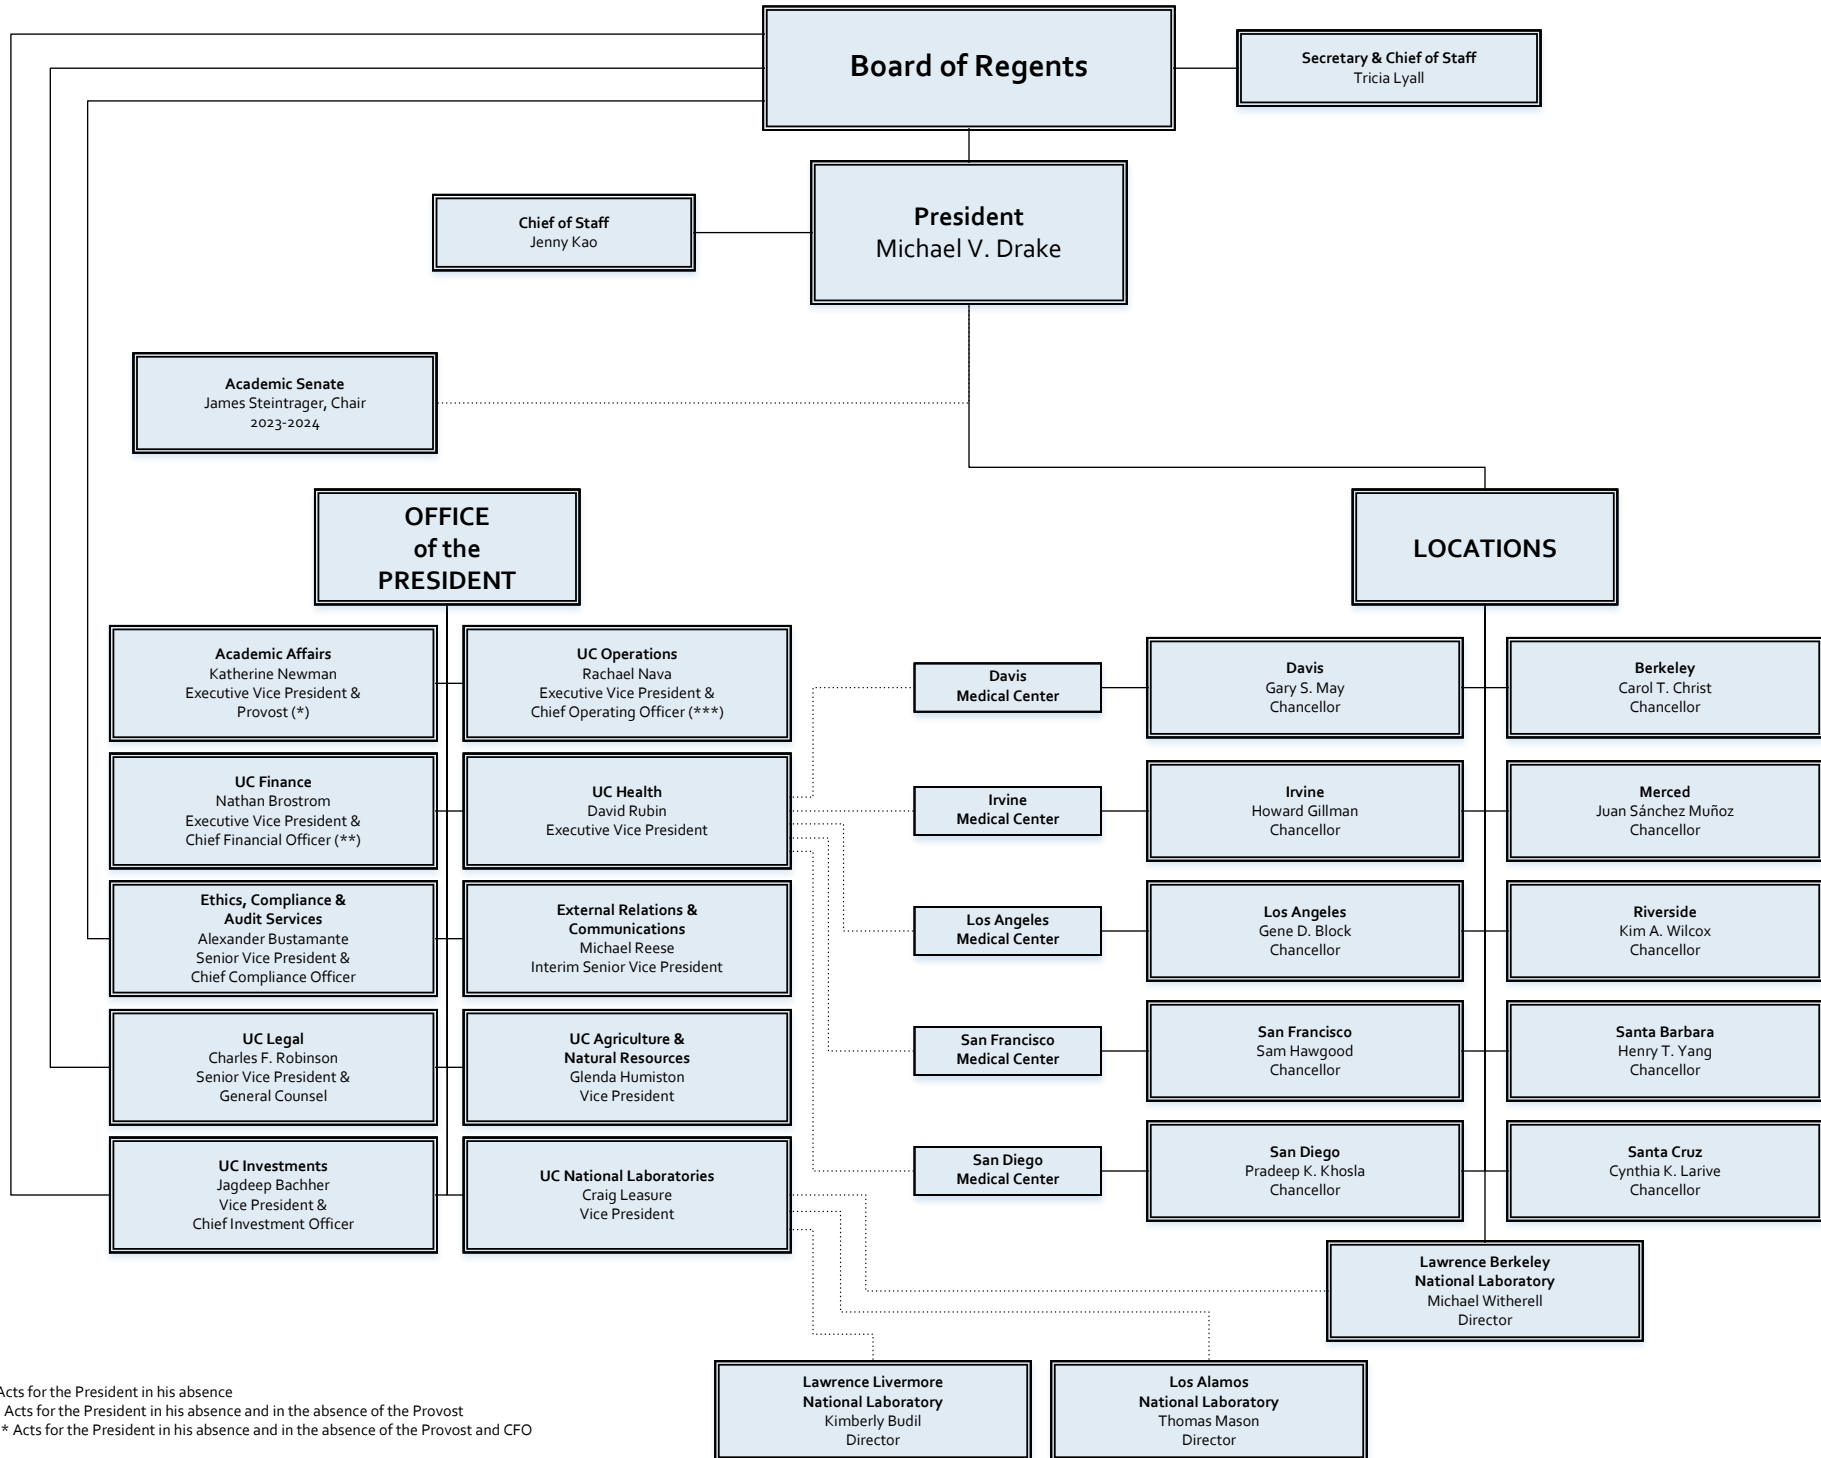 Board of Regents
Secretary & Chief of Staff
Tricia Lyall
President
Michael V. Drake
Chief of Staff
Jenny Kao
Academic Senate
James Steintrager, Chair
2023-2024
OFFICE
of the
PRESIDENT
LOCATIONS
Academic Affairs
Katherine Newman
Executive Vice President &
Provost (*)
UC Operations
Rachael Nava
Executive Vice President &
Chief Operating Officer (***)
UC Finance
Nathan Brostrom
Executive Vice President &
Chief Financial Officer (**)
UC Health
David Rubin
Executive Vice President
Ethics, Compliance &
Audit Services
Alexander Bustamante
Senior Vice President &
Chief Compliance Officer
External Relations &
Communications
Michael Reese
Interim Senior Vice President
UC Legal
Charles F. Robinson
Senior Vice President &
General Counsel
UC Agriculture &
Natural Resources
Glenda Humiston
Vice President
UC Investments
Jagdeep Bachher
Vice President &
Chief Investment Officer
UC National Laboratories
Craig Leasure
Vice President
Davis
Medical Center
Davis
Gary S. May
Chancellor
Berkeley
Carol T. Christ
Chancellor
Irvine
Medical Center
Irvine
Howard Gillman
Chancellor
Merced
Juan Sánchez Muñoz
Chancellor
Los Angeles
Medical Center
Los Angeles
Gene D. Block
Chancellor
Riverside
Kim A. Wilcox
Chancellor
San Francisco
Medical Center
San Francisco
Sam Hawgood
Chancellor
Santa Barbara
Henry T. Yang
Chancellor
San Diego
Medical Center
San Diego
Pradeep K. Khosla
Chancellor
Santa Cruz
Cynthia K. Larive
Chancellor
Lawrence Berkeley
National Laboratory
Michael Witherell
Director
Lawrence Livermore
National Laboratory
Kimberly Budil
Director
Los Alamos
National Laboratory
Thomas Mason
Director
Acts for the President in his absence
Acts for the President in his absence and in the absence of the Provost
* Acts for the President in his absence and in the absence of the Provost and CFO